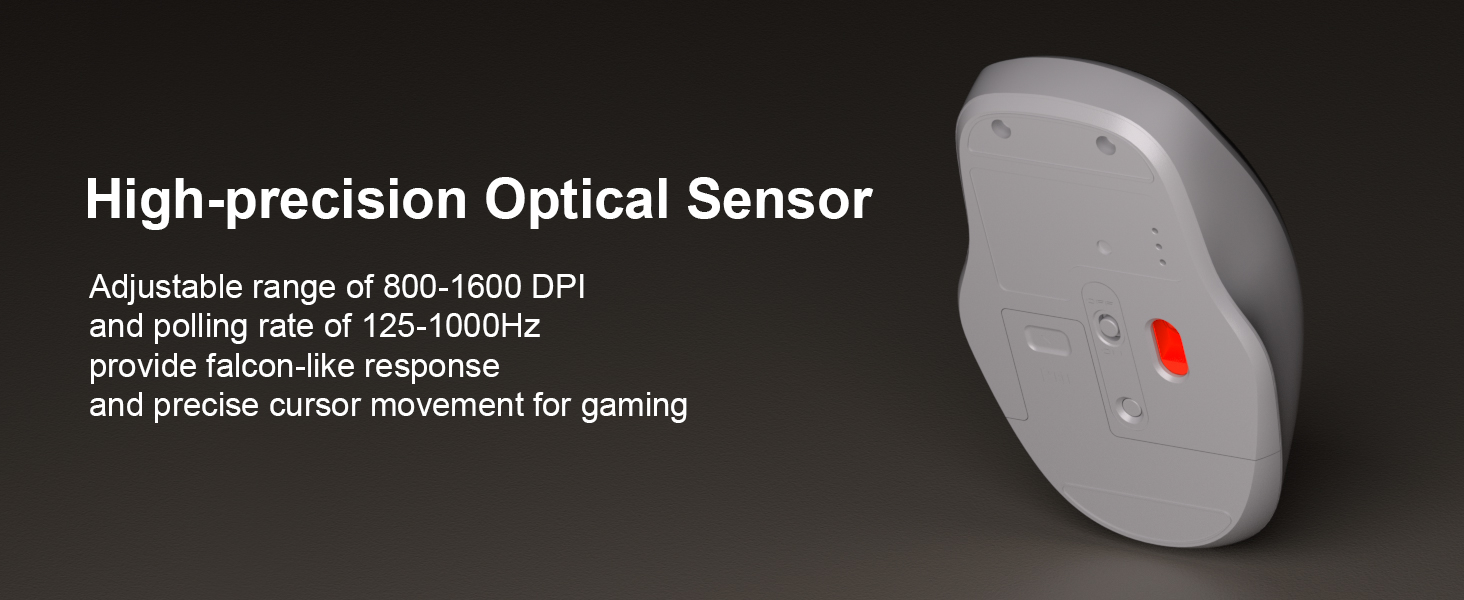 High-precision Optical Sensor
Adjustable range of 800-1600 DPI
and polling rate of 125-1000Hz
provide falcon-like response
and precise cursor movement for gaming